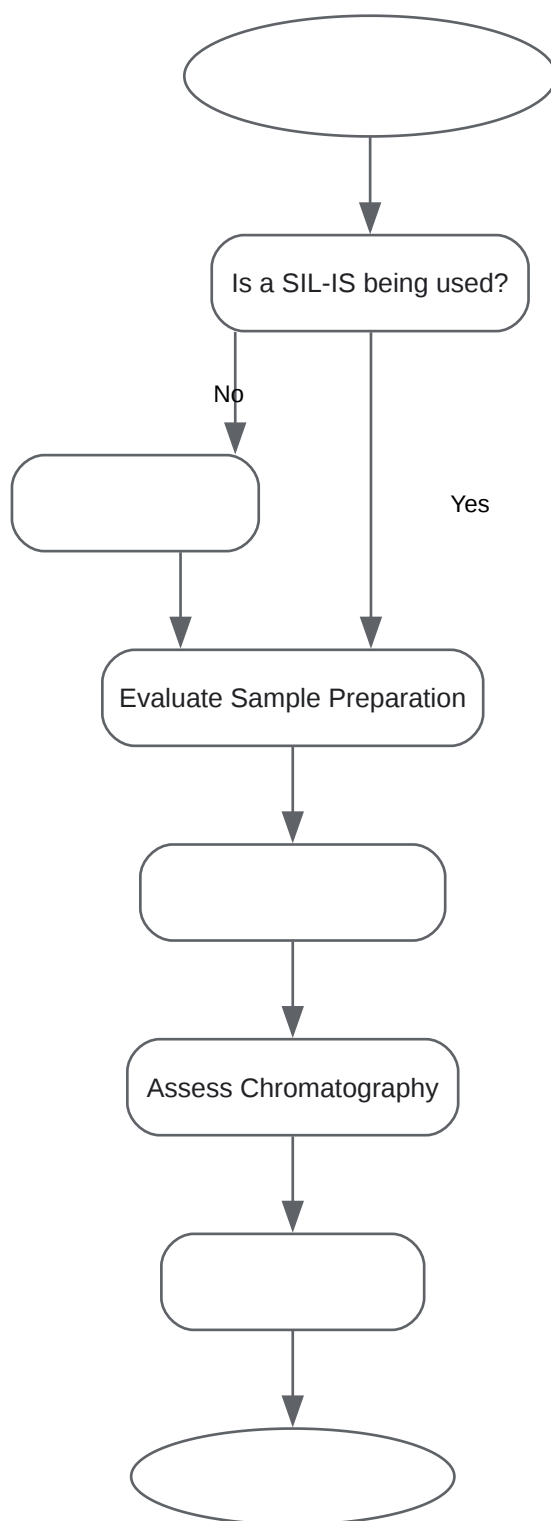 Is a SIL-IS being used?
No
Yes
Evaluate Sample Preparation
Assess Chromatography